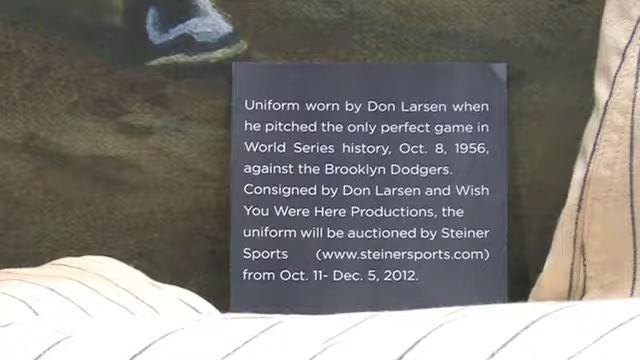 Uniform worn by Don Larsen when
he pitched the only perfect game in
World Series history, Oct. 8, 1956,
against the Brooklyn Dodgers.
Consigned by Don Larsen and Wish
You Were Here Productions, the
uniform will be auctioned by Steiner
Sports (www.steinersports.com)
from Oct. 11- Dec. 5, 2012.